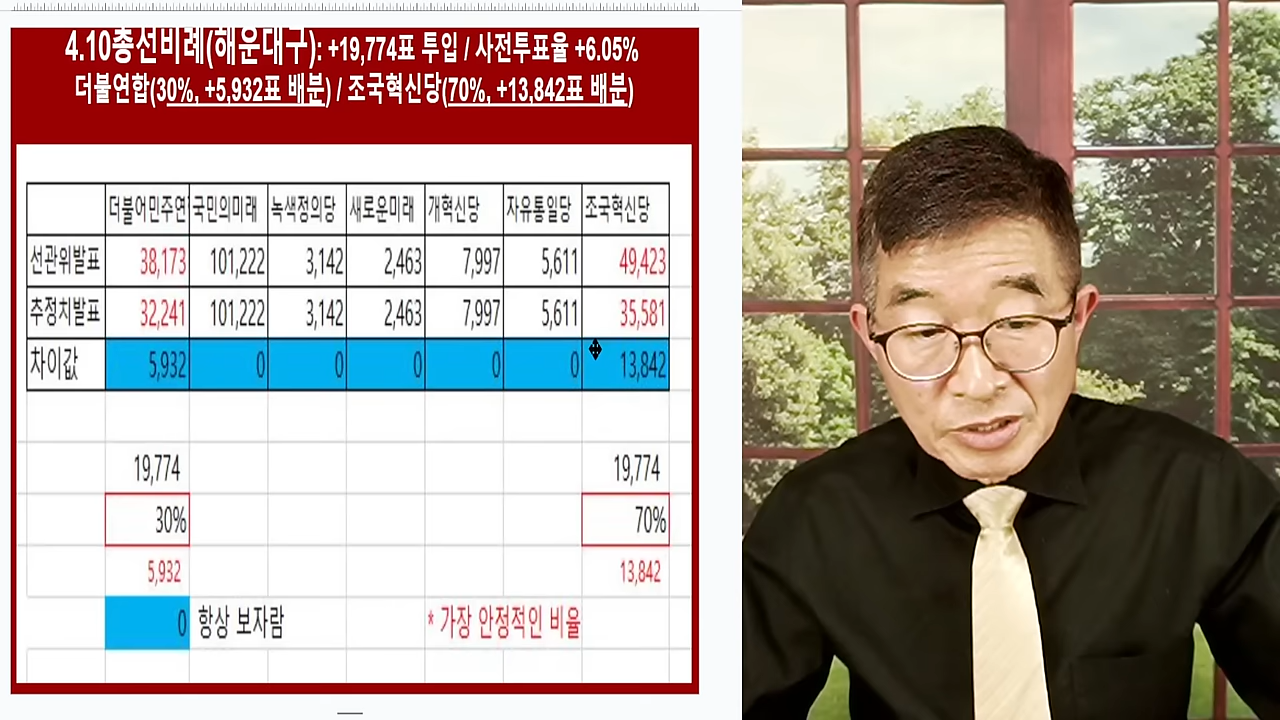 4.10총선비례(해운대구): +19,774표 투입 / 사전투표율 +6.05%
더불연합(30%, +5,932표 배분) / 조국혁신당(70%, +13,842표 배분)
더불어민주연 국민의미래 녹색정의당 새로운미래 개혁신당 자유통일당 조국혁신당
선관위발표 38,173 101,222 3,142 2,463 7,997 5,611 49,423
추정치발표 32,241 101,222 3,142 2,463 7,997 5,611 35,581
차이값 5,932 0 0 0 0 0 13,842
19,774 19,774
30% 70%
5,932 13,842
0 항상 보자람 * 가장 안정적인 비율